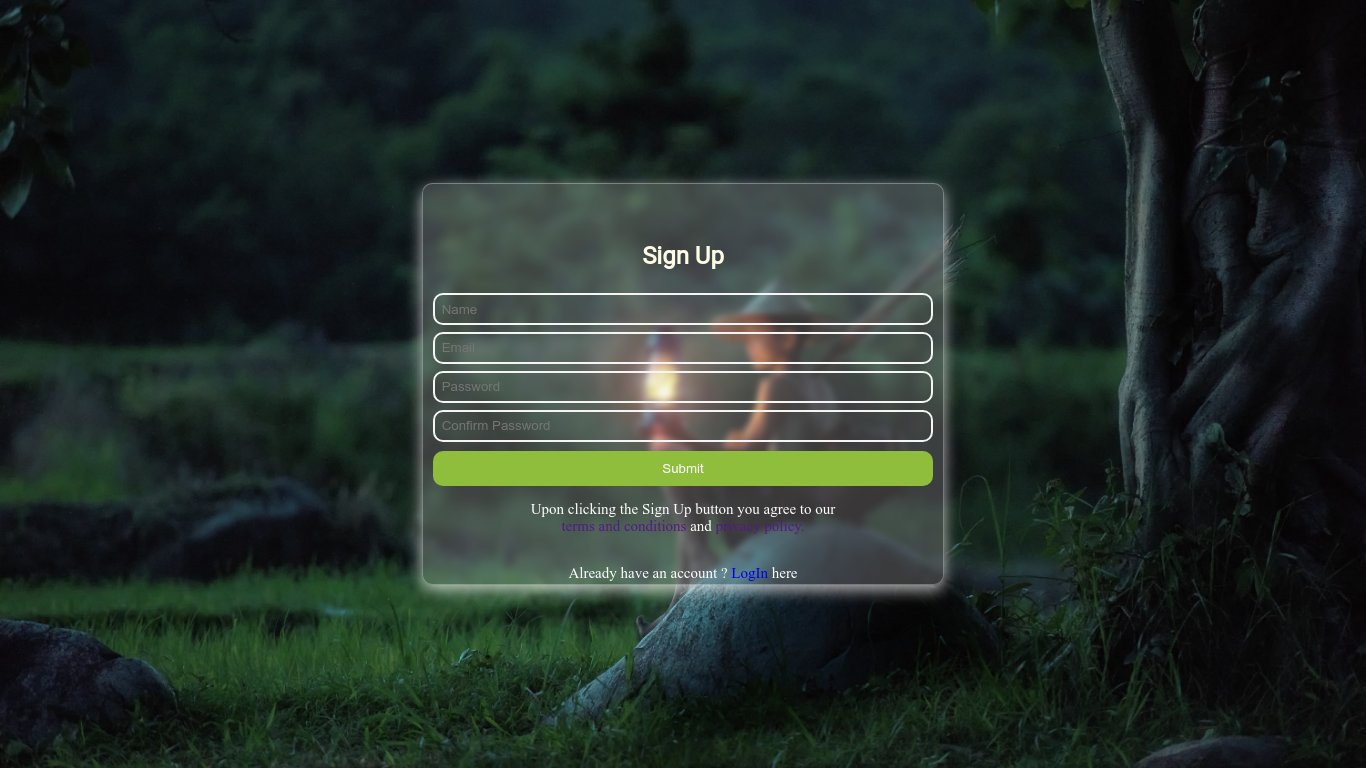 Sign Up
Name
Email
Password
Confirm Password
Submit
Upon clicking the Sign Up button you agree to our
terms and conditions and privacy policy.
Already have an account ? LogIn here